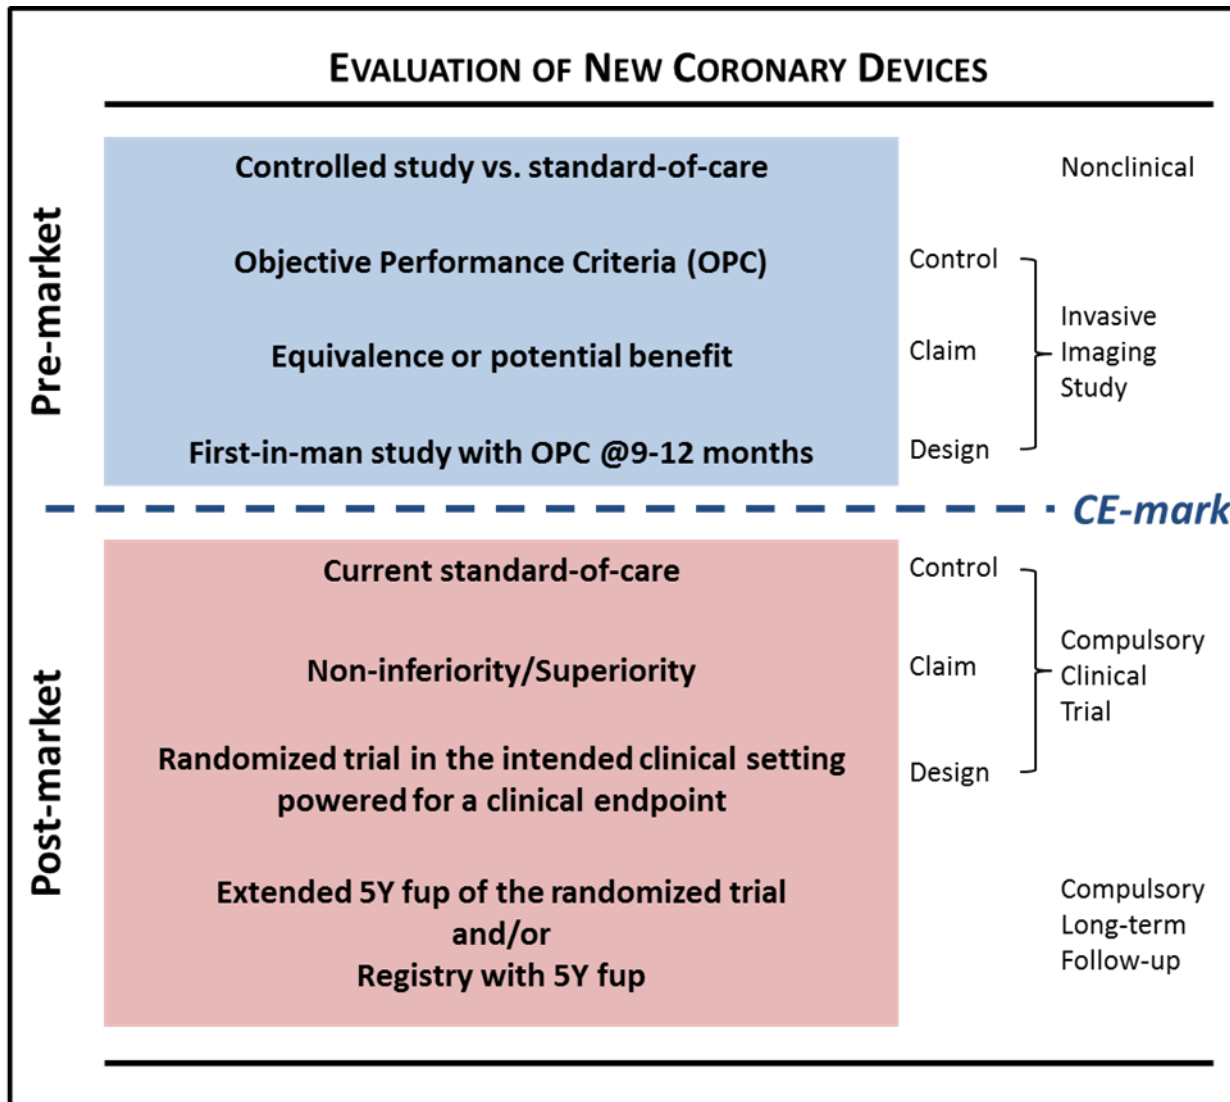 EVALUATION OF NEW CORONARY DEVICES
Pre-market
Controlled study vs. standard-of-care
Nonclinical
Objective Performance Criteria (OPC)
Control
Equivalence or potential benefit
Claim
First-in-man study with OPC @9-12 months
Design
Invasive
Imaging
Study
CE-mark
Post-market
Current standard-of-care
Control
Non-inferiority/Superiority
Claim
Randomized trial in the intended clinical setting
powered for a clinical endpoint
Design
Compulsory
Clinical
Trial
Extended 5Y fup of the randomized trial
and/or
Registry with 5Y fup
Compulsory
Long-term
Follow-up